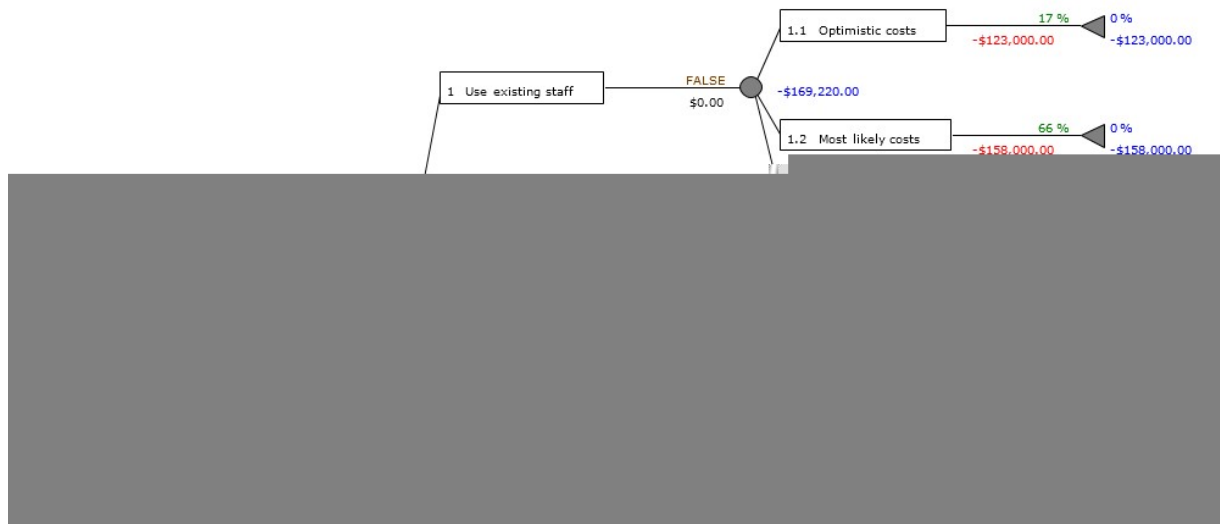 1.1 Optimistic costs
17 %
0 %
-$123,000.00
-$123,000.00
1 Use existing staff
FALSE
$0.00
-$169,220.00
1.2 Most likely costs
66 %
0 %
-$158,000.00
-$158,000.00